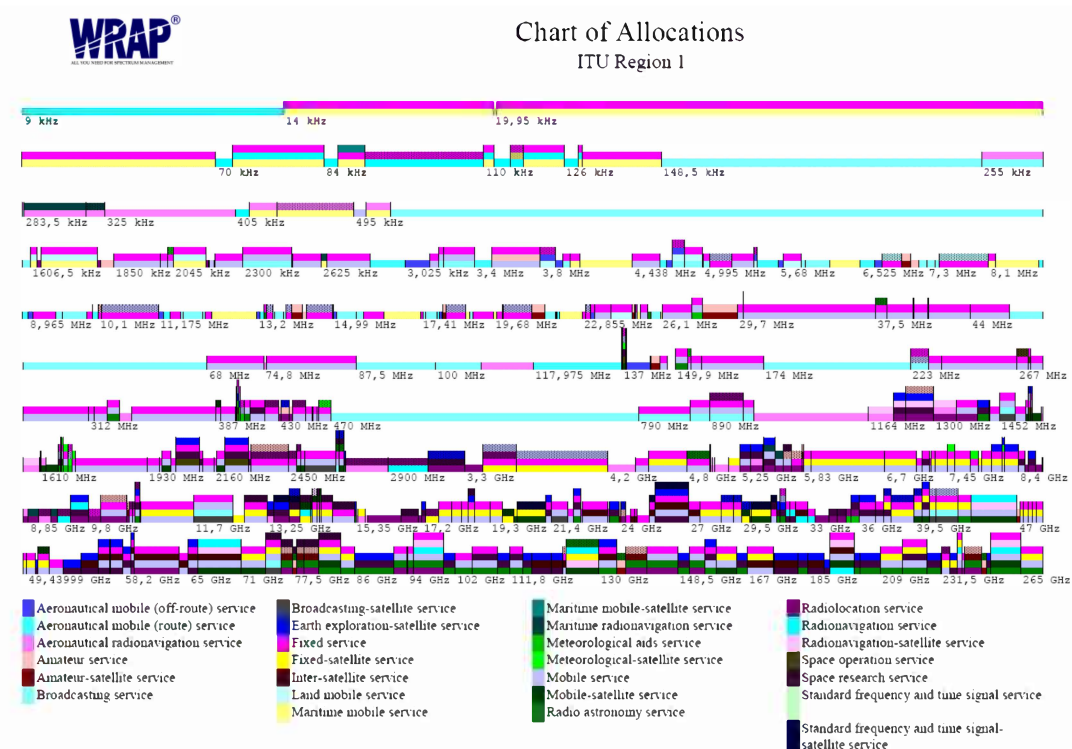 WRAP®
ALL YOU NEED FOR SPECTRUM MANAGEMENT
Chart of Allocations
ITU Region 1
9 kHz 14 kHz 19,95 kHz
70 kHz 84 kHz 110 kHz 126 kHz 148,5 kHz 255 kHz
283,5 kHz 325 kHz 405 kHz 495 kHz
1606,5 kHz 1850 kHz 2045 kHz 2300 kHz 2625 kHz 3,025 kHz 3,4 MHz 3,8 MHz 4,438 MHz 4,995 MHz 5,68 MHz 6,525 MHz 7,3 MHz 8,1 MHz
8,965 MHz 10,1 MHz 11,175 MHz 13,2 MHz 14,99 MHz 17,41 MHz 19,68 MHz 22,855 MHz 26,1 MHz 29,7 MHz 37,5 MHz 44 MHz
68 MHz 74,8 MHz 87,5 MHz 100 MHz 117,975 MHz 137 MHz 149,9 MHz 174 MHz 223 MHz 267 MHz
312 MHz 387 MHz 430 MHz 470 MHz 790 MHz 890 MHz 1164 MHz 1300 MHz 1452 MHz
1610 MHz 1930 MHz 2160 MHz 2450 MHz 2900 MHz 3,3 GHz 4,2 GHz 4,8 GHz 5,25 GHz 5,83 GHz 6,7 GHz 7,45 GHz 8,4 GHz
8,85 GHz 9,8 GHz 11,7 GHz 13,25 GHz 15,35 GHz 17,2 GHz 19,3 GHz 21,4 GHz 24 GHz 27 GHz 29,5 GHz 33 GHz 36 GHz 39,5 GHz 47 GHz
49,43999 GHz 58,2 GHz 65 GHz 71 GHz 77,5 GHz 86 GHz 94 GHz 102 GHz 111,8 GHz 130 GHz 148,5 GHz 167 GHz 185 GHz 209 GHz 231,5 GHz 265 GHz
Aeronautical mobile (off-route) service
Aeronautical mobile (route) service
Aeronautical radionavigation service
Amateur service
Amateur-satellite service
Broadcasting service
Broadcasting-satellite service
Earth exploration-satellite service
Fixed service
Fixed-satellite service
Inter-satellite service
Land mobile service
Maritime mobile service
Maritime mobile-satellite service
Maritime radionavigation service
Meteorological aids service
Meteorological-satellite service
Mobile service
Mobile-satellite service
Radio astronomy service
Radiolocation service
Radionavigation service
Radionavigation-satellite service
Space operation service
Space research service
Standard frequency and time signal service
Standard frequency and time signal-
satellite service